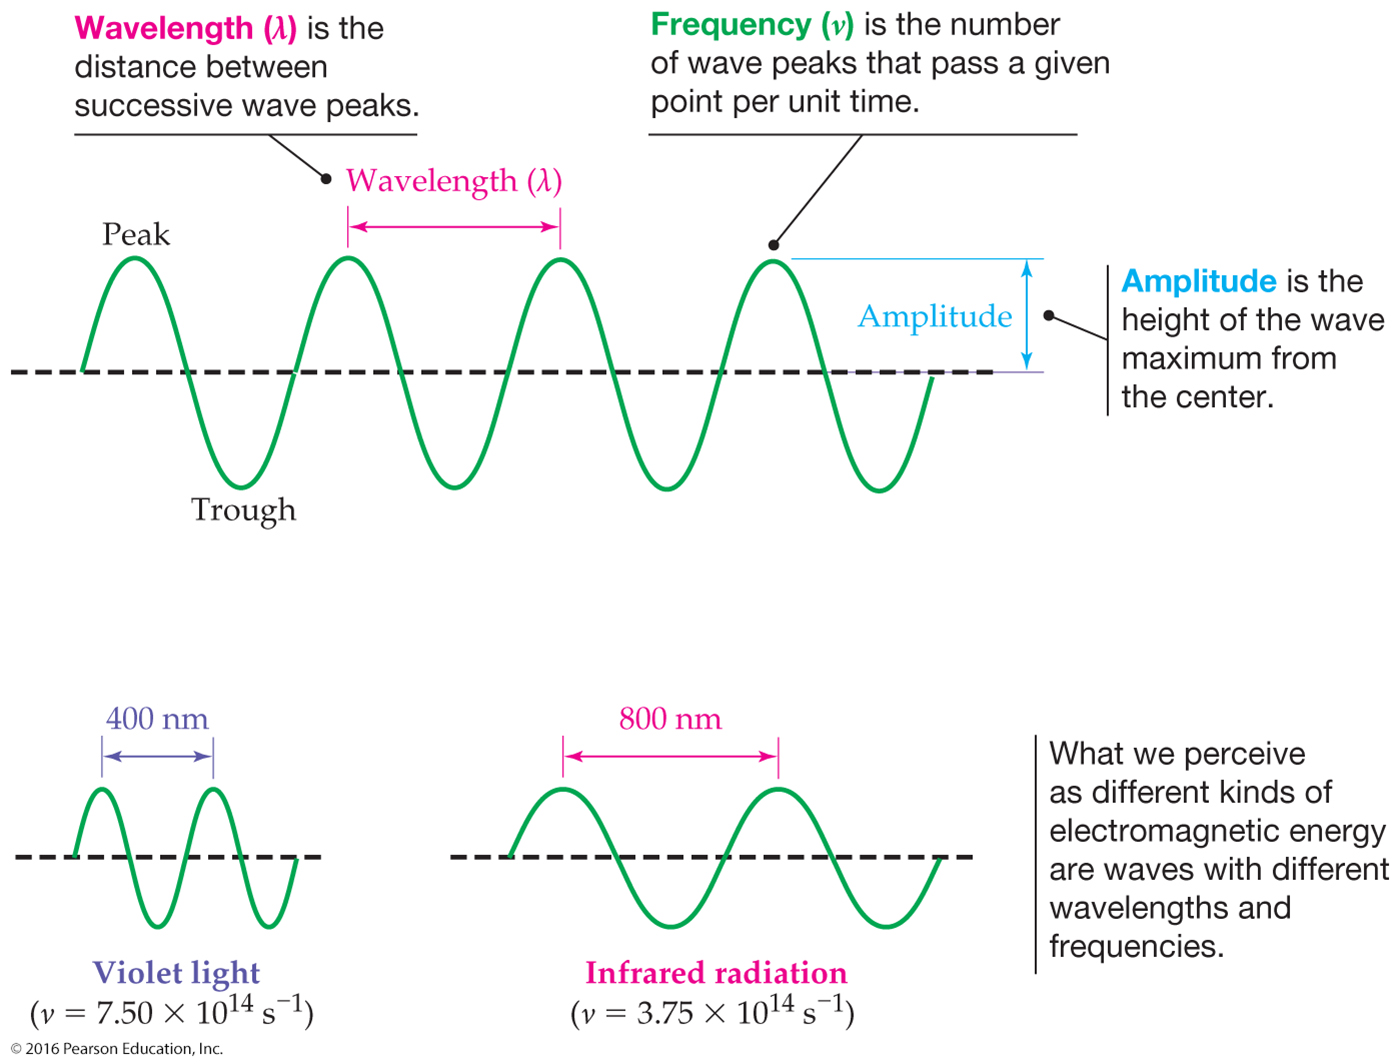 Wavelength (λ) is the
distance between
successive wave peaks.
Frequency (ν) is the number
of wave peaks that pass a given
point per unit time.
Wavelength (λ)
Peak
Amplitude
Amplitude is the
height of the wave
maximum from
the center.
Trough
400 nm
800 nm
What we perceive
as different kinds of
electromagnetic energy
are waves with different
wavelengths and
frequencies.
Violet light
(ν = 7.50 × 10¹⁴ s⁻¹)
Infrared radiation
(ν = 3.75 × 10¹⁴ s⁻¹)
© 2016 Pearson Education, Inc.